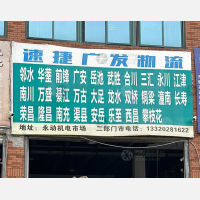 速捷广发物流
邻水 华蓥 前锋 广安 岳池 武胜 合川 三汇 永川 江津
南川 万盛 綦江 万古 大足 龙水 双桥 铜梁 潼南 长寿
荣昌 隆昌 南充 渠县 安岳 乐至 西昌 攀枝花
地址：永动机电市场 二郎门市电话：13320281622